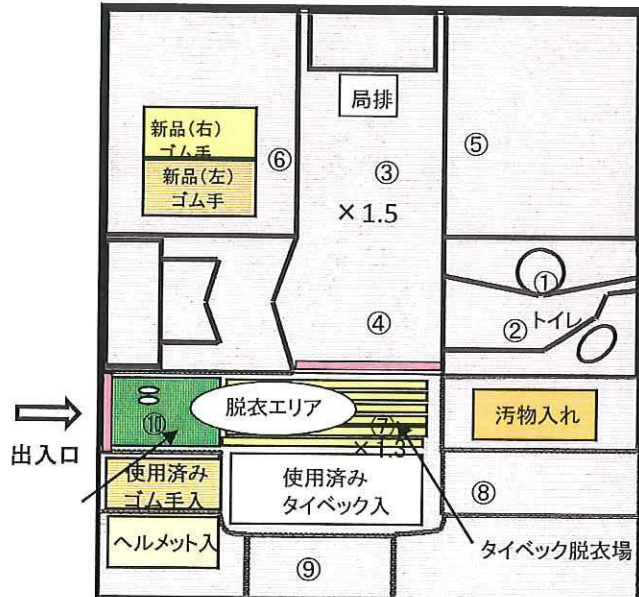 局排
新品(右)
ゴム手
新品(左)
ゴム手
⑥
③
×1.5
⑤
④
①
②
トイレ
出入口
⑩
脱衣エリア
⑦
×1.3
汚物入れ
使用済み
ゴム手入
使用済み
タイベック入
⑧
ヘルメット入
⑨
タイベック脱衣場